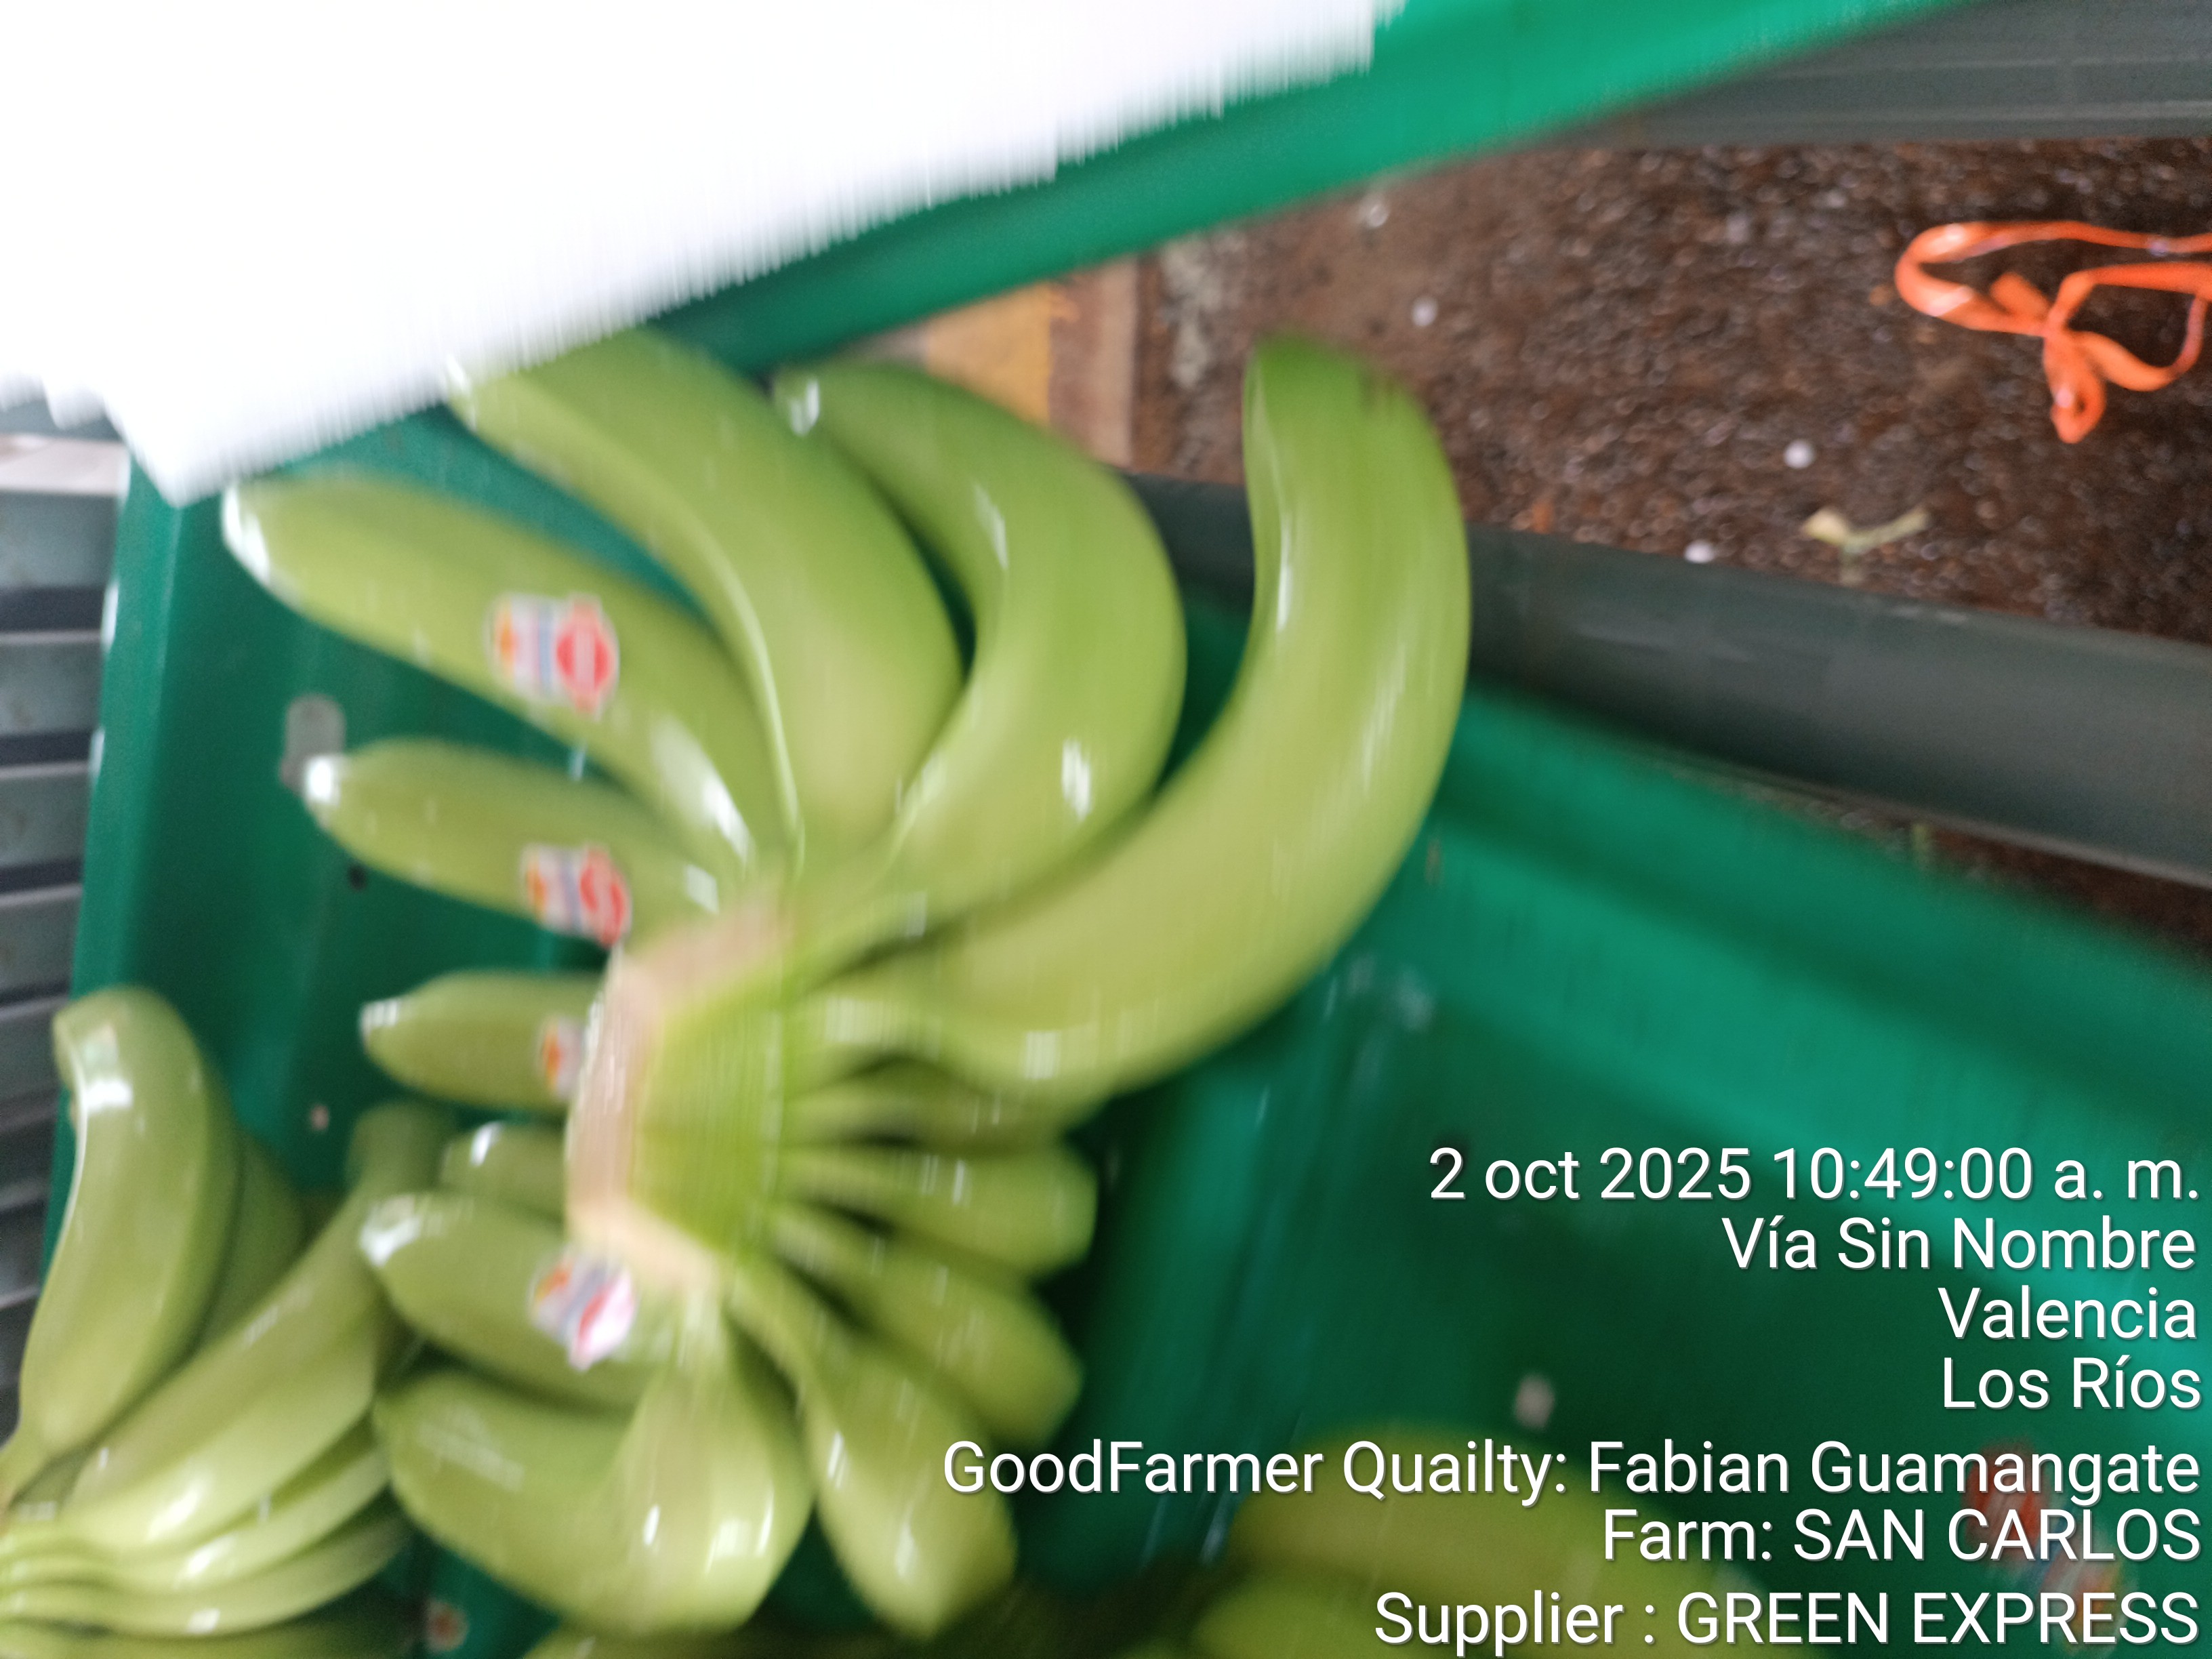 2 oct 2025 10:49:00 a. m.
Vía Sin Nombre
Valencia
Los Ríos
GoodFarmer Quailty: Fabian Guamangate
Farm: SAN CARLOS
Supplier : GREEN EXPRESS